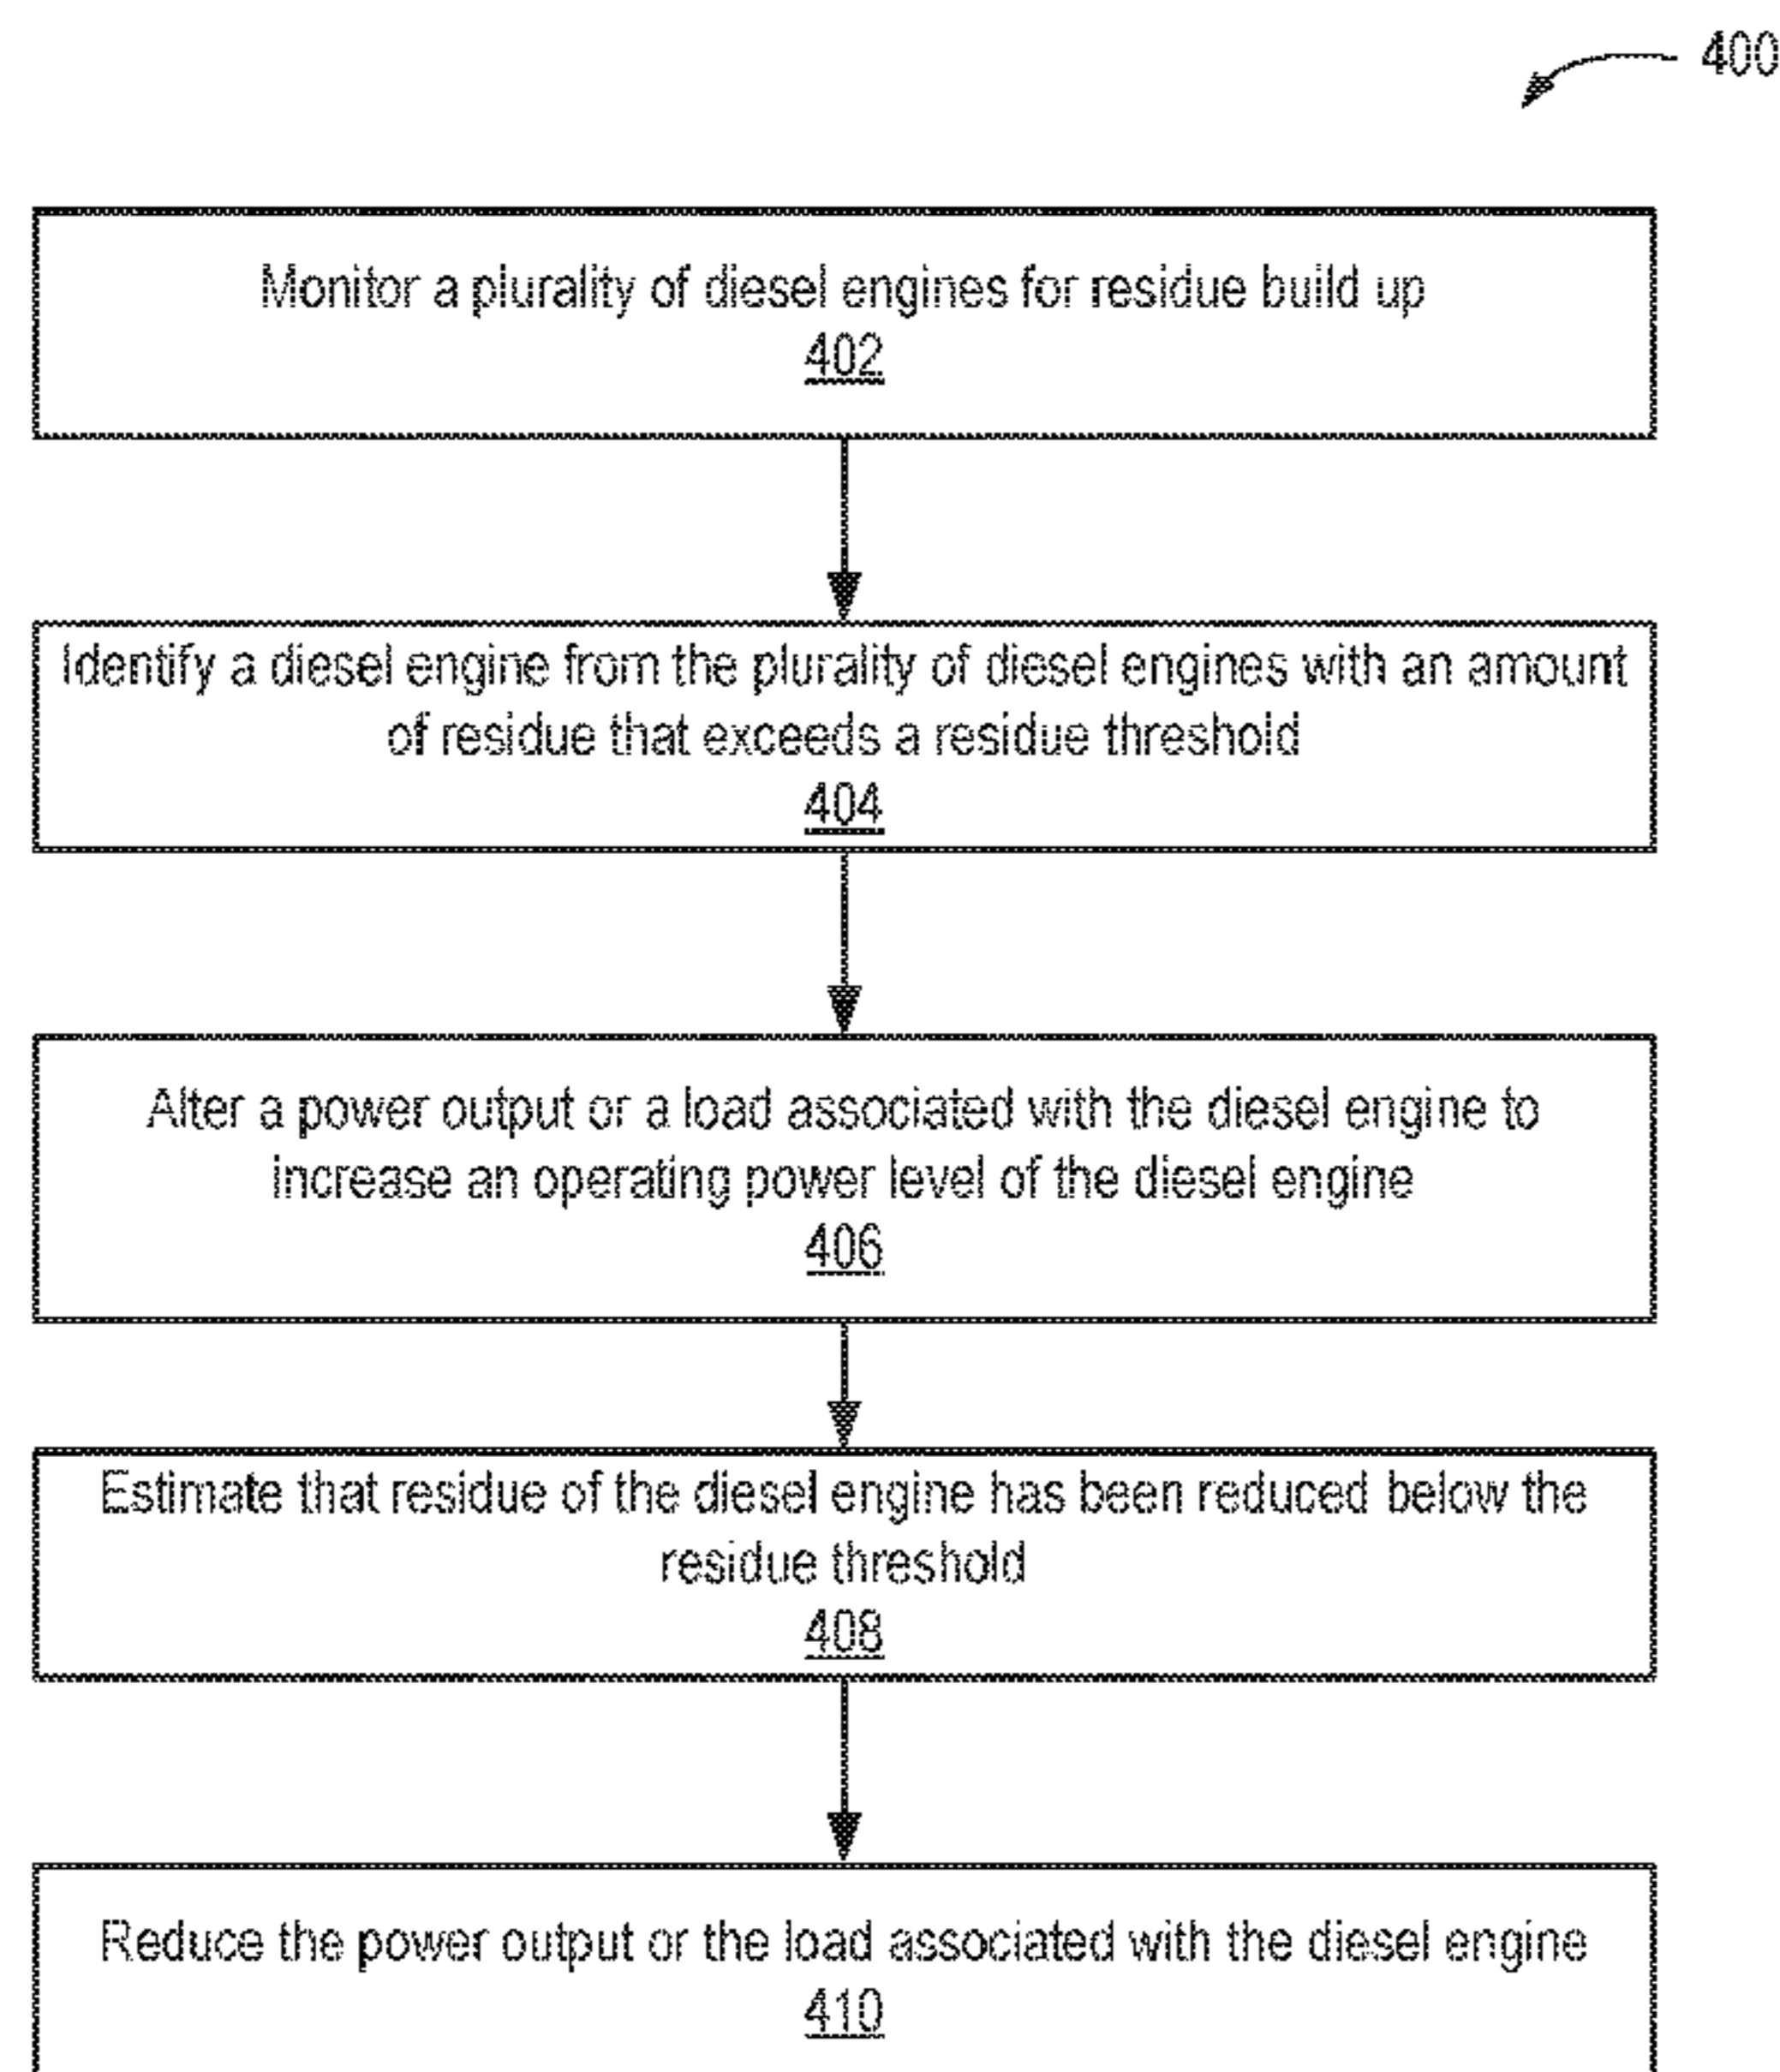 400
Monitor a plurality of diesel engines for residue build up
402
Identify a diesel engine from the plurality of diesel engines with an amount
of residue that exceeds a residue threshold
404
Alter a power output or a load associated with the diesel engine to
increase an operating power level of the diesel engine
406
Estimate that residue of the diesel engine has been reduced below the
residue threshold
408
Reduce the power output or the load associated with the diesel engine
410